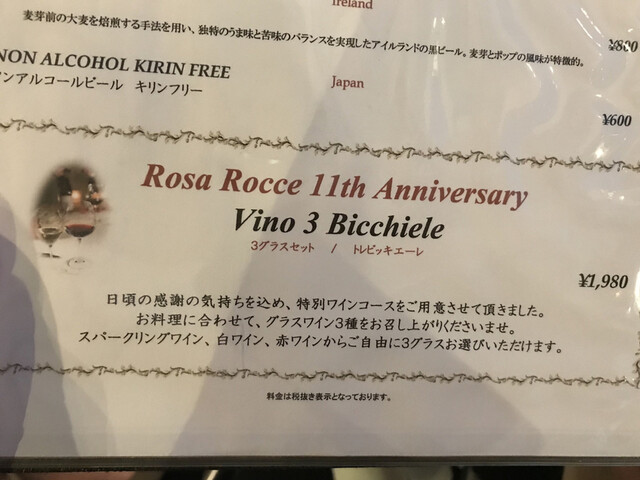 Ireland
麦芽前の大麦を焙煎する手法を用い、独特のうま味と苦味のバランスを実現したアイルランドの黒ビール。麦芽とポップの風味が特徴的。
¥800
NON ALCOHOL KIRIN FREE
ノンアルコールビール キリンフリー
Japan
¥600
Rosa Rocce 11th Anniversary
Vino 3 Bicchiele
3グラスセット / トレビッキエーレ
¥1,980
日頃の感謝の気持ちを込め、特別ワインコースをご用意させて頂きました。
お料理に合わせて、グラスワイン3種をお召し上がりくださいませ。
スパークリングワイン、白ワイン、赤ワインからご自由に3グラスお選びいただけます。
料金は税抜き表示となっております。